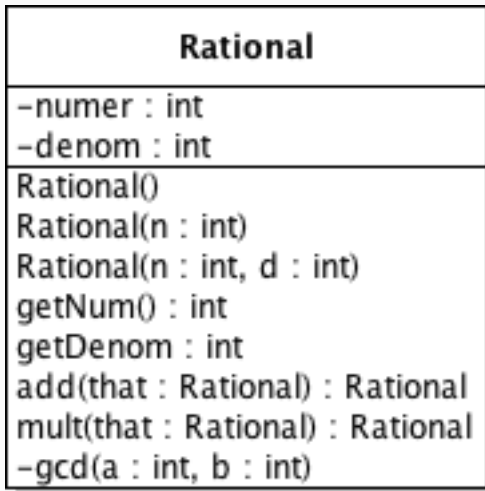 Rational
-numer : int
-denom : int
Rational()
Rational(n : int)
Rational(n : int, d : int)
getNum() : int
getDenom : int
add(that : Rational) : Rational
mult(that : Rational) : Rational
-gcd(a : int, b : int)